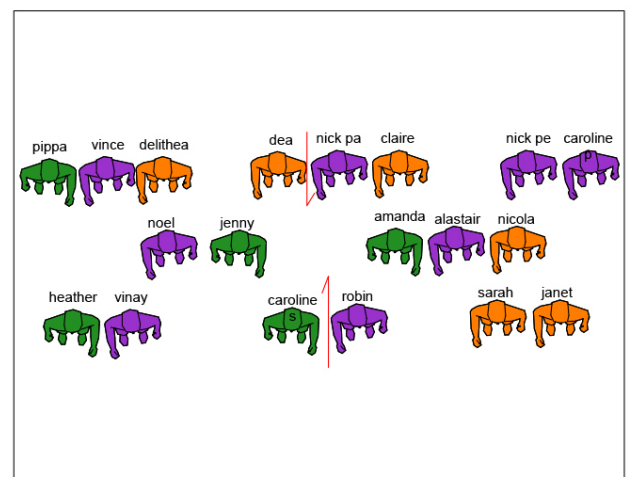 pippa vince delithea dea nick pa claire nick pe caroline
p
noel jenny amanda alastair nicola
heather vinay caroline robin sarah janet
s